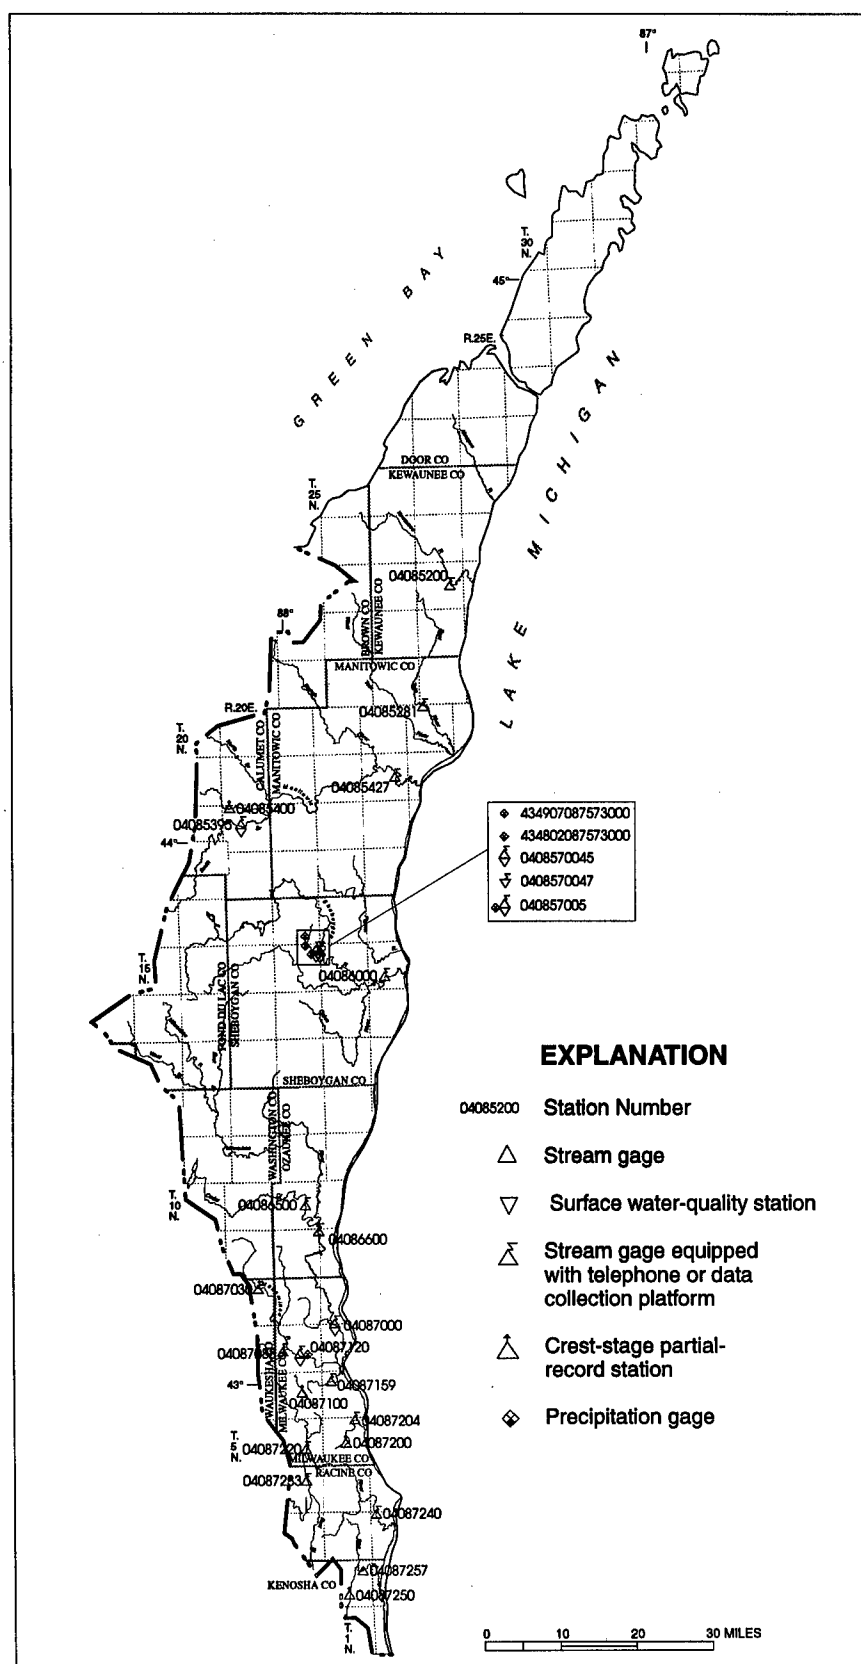 87°
T.
30
N.
45°
GREEN BAY
R.25E.
LAKE MICHIGAN
DOOR CO
KEWAUNEE CO
T.
25
N.
04085200
88°
BROWN CO
KEWAUNEE CO
MANITOWIC CO
R.20E.
04085281
T.
20
N.
CALUMET CO
MANITOWIC CO
04085427
04085400
04085395
44°
434907087573000
434802087573000
0408570045
0408570047
040857005
T.
15
N.
FOND DU LAC CO
SHEBOYGAN CO
04086000
SHEBOYGAN CO
WASHINGTON CO
OZAUKEE CO
T.
10
N.
04086500
04086600
04087030
04087000
04087120
43°
WAUKESHA CO
MILWAUKEE CO
04087159
04087100
04087204
T.
5
N.
04087220
04087200
MILWAUKEE CO
RACINE CO
04087233
04087240
04087257
KENOSHA CO
04087250
T.
1
N.
EXPLANATION
04085200 Station Number
Stream gage
Surface water-quality station
Stream gage equipped
with telephone or data
collection platform
Crest-stage partial-
record station
Precipitation gage
0 10 20 30 MILES